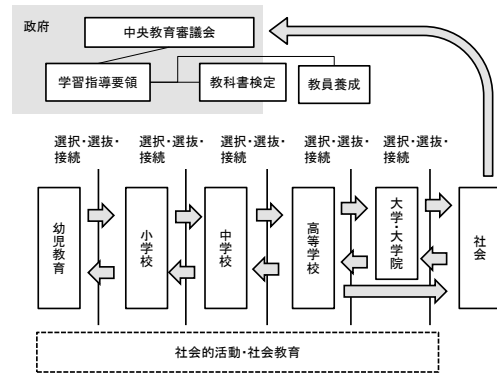 政府
中央教育審議会
学習指導要領
教科書検定
教員養成
選択・選抜・
接続
選択・選抜・
接続
選択・選抜・
接続
選択・選抜・
接続
選択・選抜・
接続
幼児教育
小学校
中学校
高等学校
大学・大学院
社会
社会的活動・社会教育